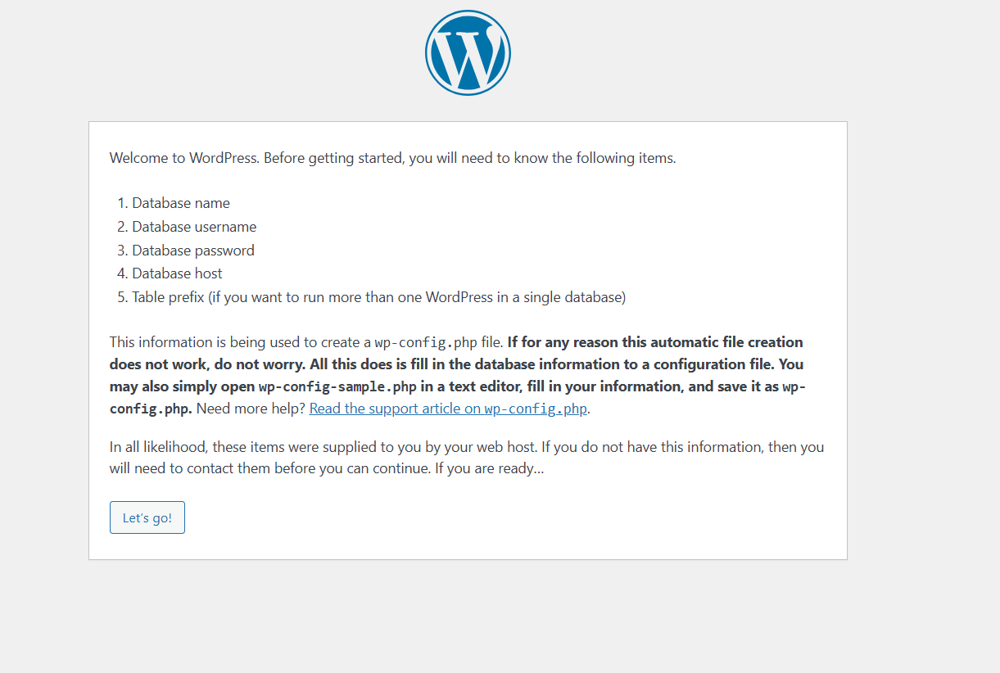 Welcome to WordPress. Before getting started, you will need to know the following items.
1. Database name
2. Database username
3. Database password
4. Database host
5. Table prefix (if you want to run more than one WordPress in a single database)
This information is being used to create a wp-config.php file. If for any reason this automatic file creation
does not work, do not worry. All this does is fill in the database information to a configuration file. You
may also simply open wp-config-sample.php in a text editor, fill in your information, and save it as wp-
config.php. Need more help? Read the support article on wp-config.php.
In all likelihood, these items were supplied to you by your web host. If you do not have this information, then you
will need to contact them before you can continue. If you are ready…
Let’s go!